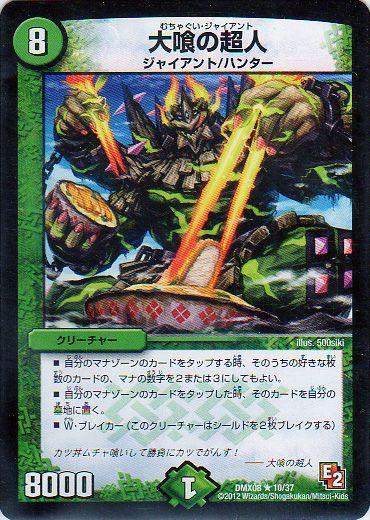 8
むちゃぐい・ジャイアント
大喰の超人
ジャイアント/ハンター
クリーチャー
illus. 500siki
■ 自分のマナゾーンのカードをタップする時、そのうちの好きな枚
数のカードの、マナの数字を2または3にしてもよい。
■ 自分のマナゾーンのカードをタップした時、そのカードを自分の
墓地に置く。
■ W・ブレイカー (このクリーチャーはシールドを2枚ブレイクする)
カツ丼ムチャ喰いして勝負にカツでがんす!
—— 大喰の超人
8000
1
DMX08 ★ 10/37
©2012 Wizards/Shogakukan/Mitsui-Kids
E2